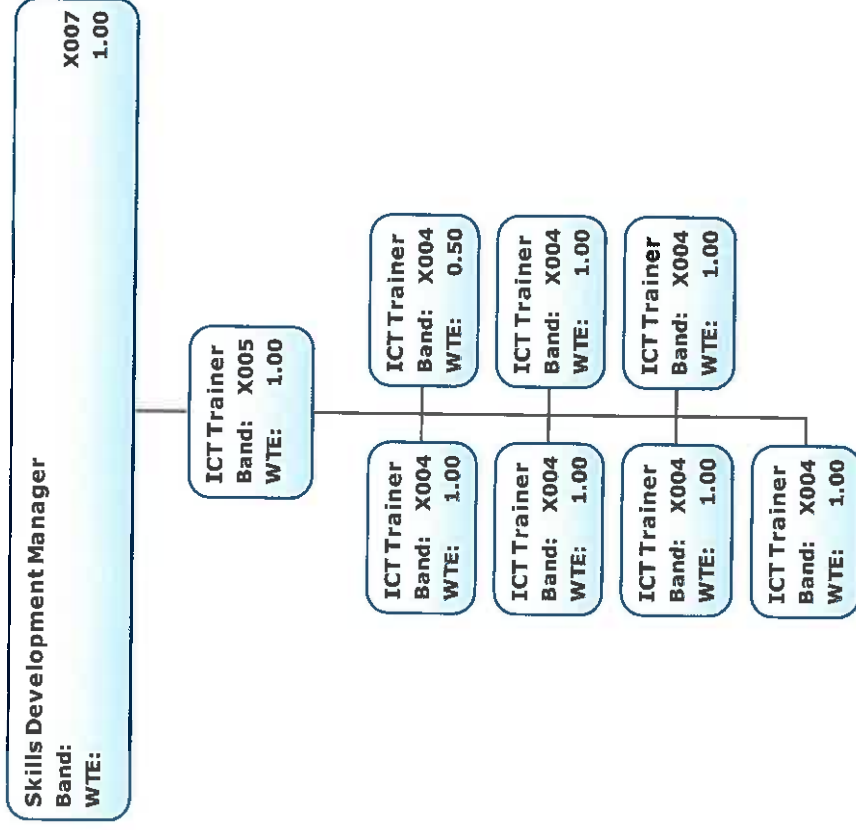 Skills Development Manager
Band: X007
WTE: 1.00
ICT Trainer
Band: X005
WTE: 1.00
ICT Trainer
Band: X004
WTE: 1.00
ICT Trainer
Band: X004
WTE: 0.50
ICT Trainer
Band: X004
WTE: 1.00
ICT Trainer
Band: X004
WTE: 1.00
ICT Trainer
Band: X004
WTE: 1.00
ICT Trainer
Band: X004
WTE: 1.00
ICT Trainer
Band: X004
WTE: 1.00